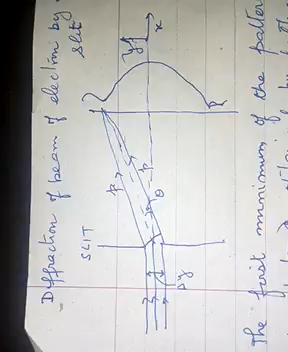 Diffraction of beam of electron by
slit
SLIT
Δy
θ
p
p
y
x
The first minimum of the patter